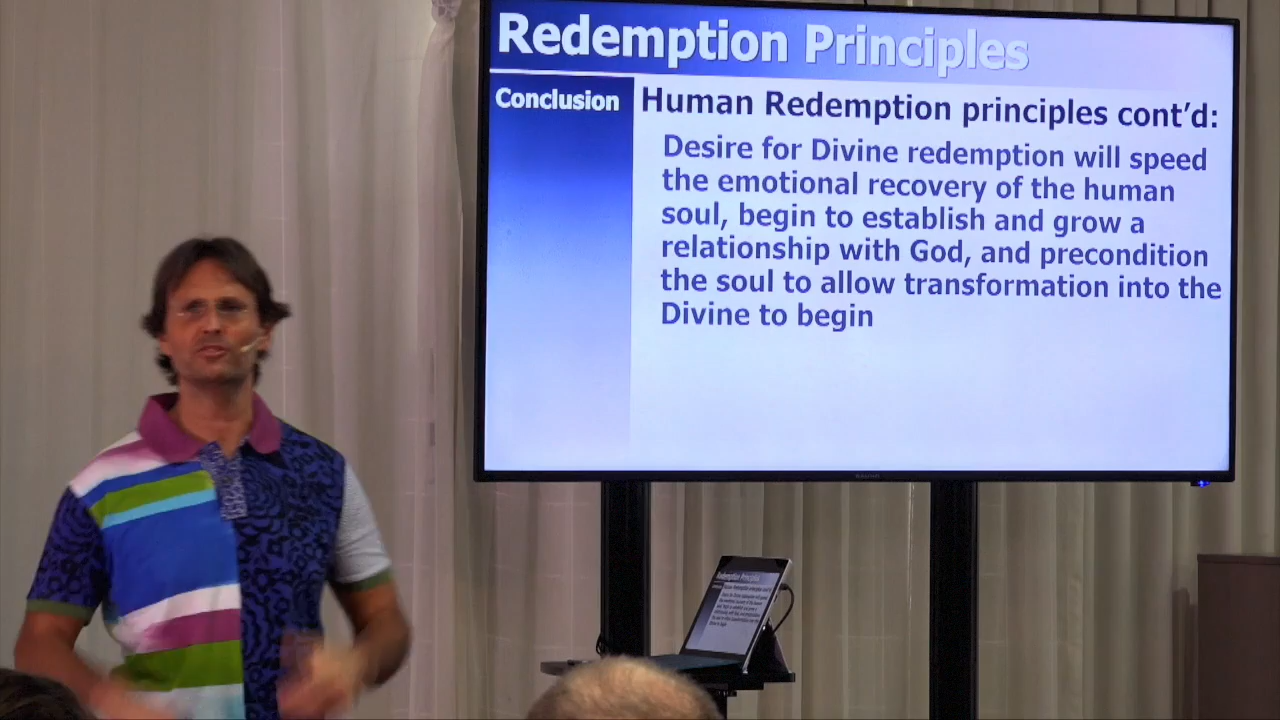 Redemption Principles
Conclusion
Human Redemption principles cont'd:
Desire for Divine redemption will speed
the emotional recovery of the human
soul, begin to establish and grow a
relationship with God, and precondition
the soul to allow transformation into the
Divine to begin
Redemption Principles